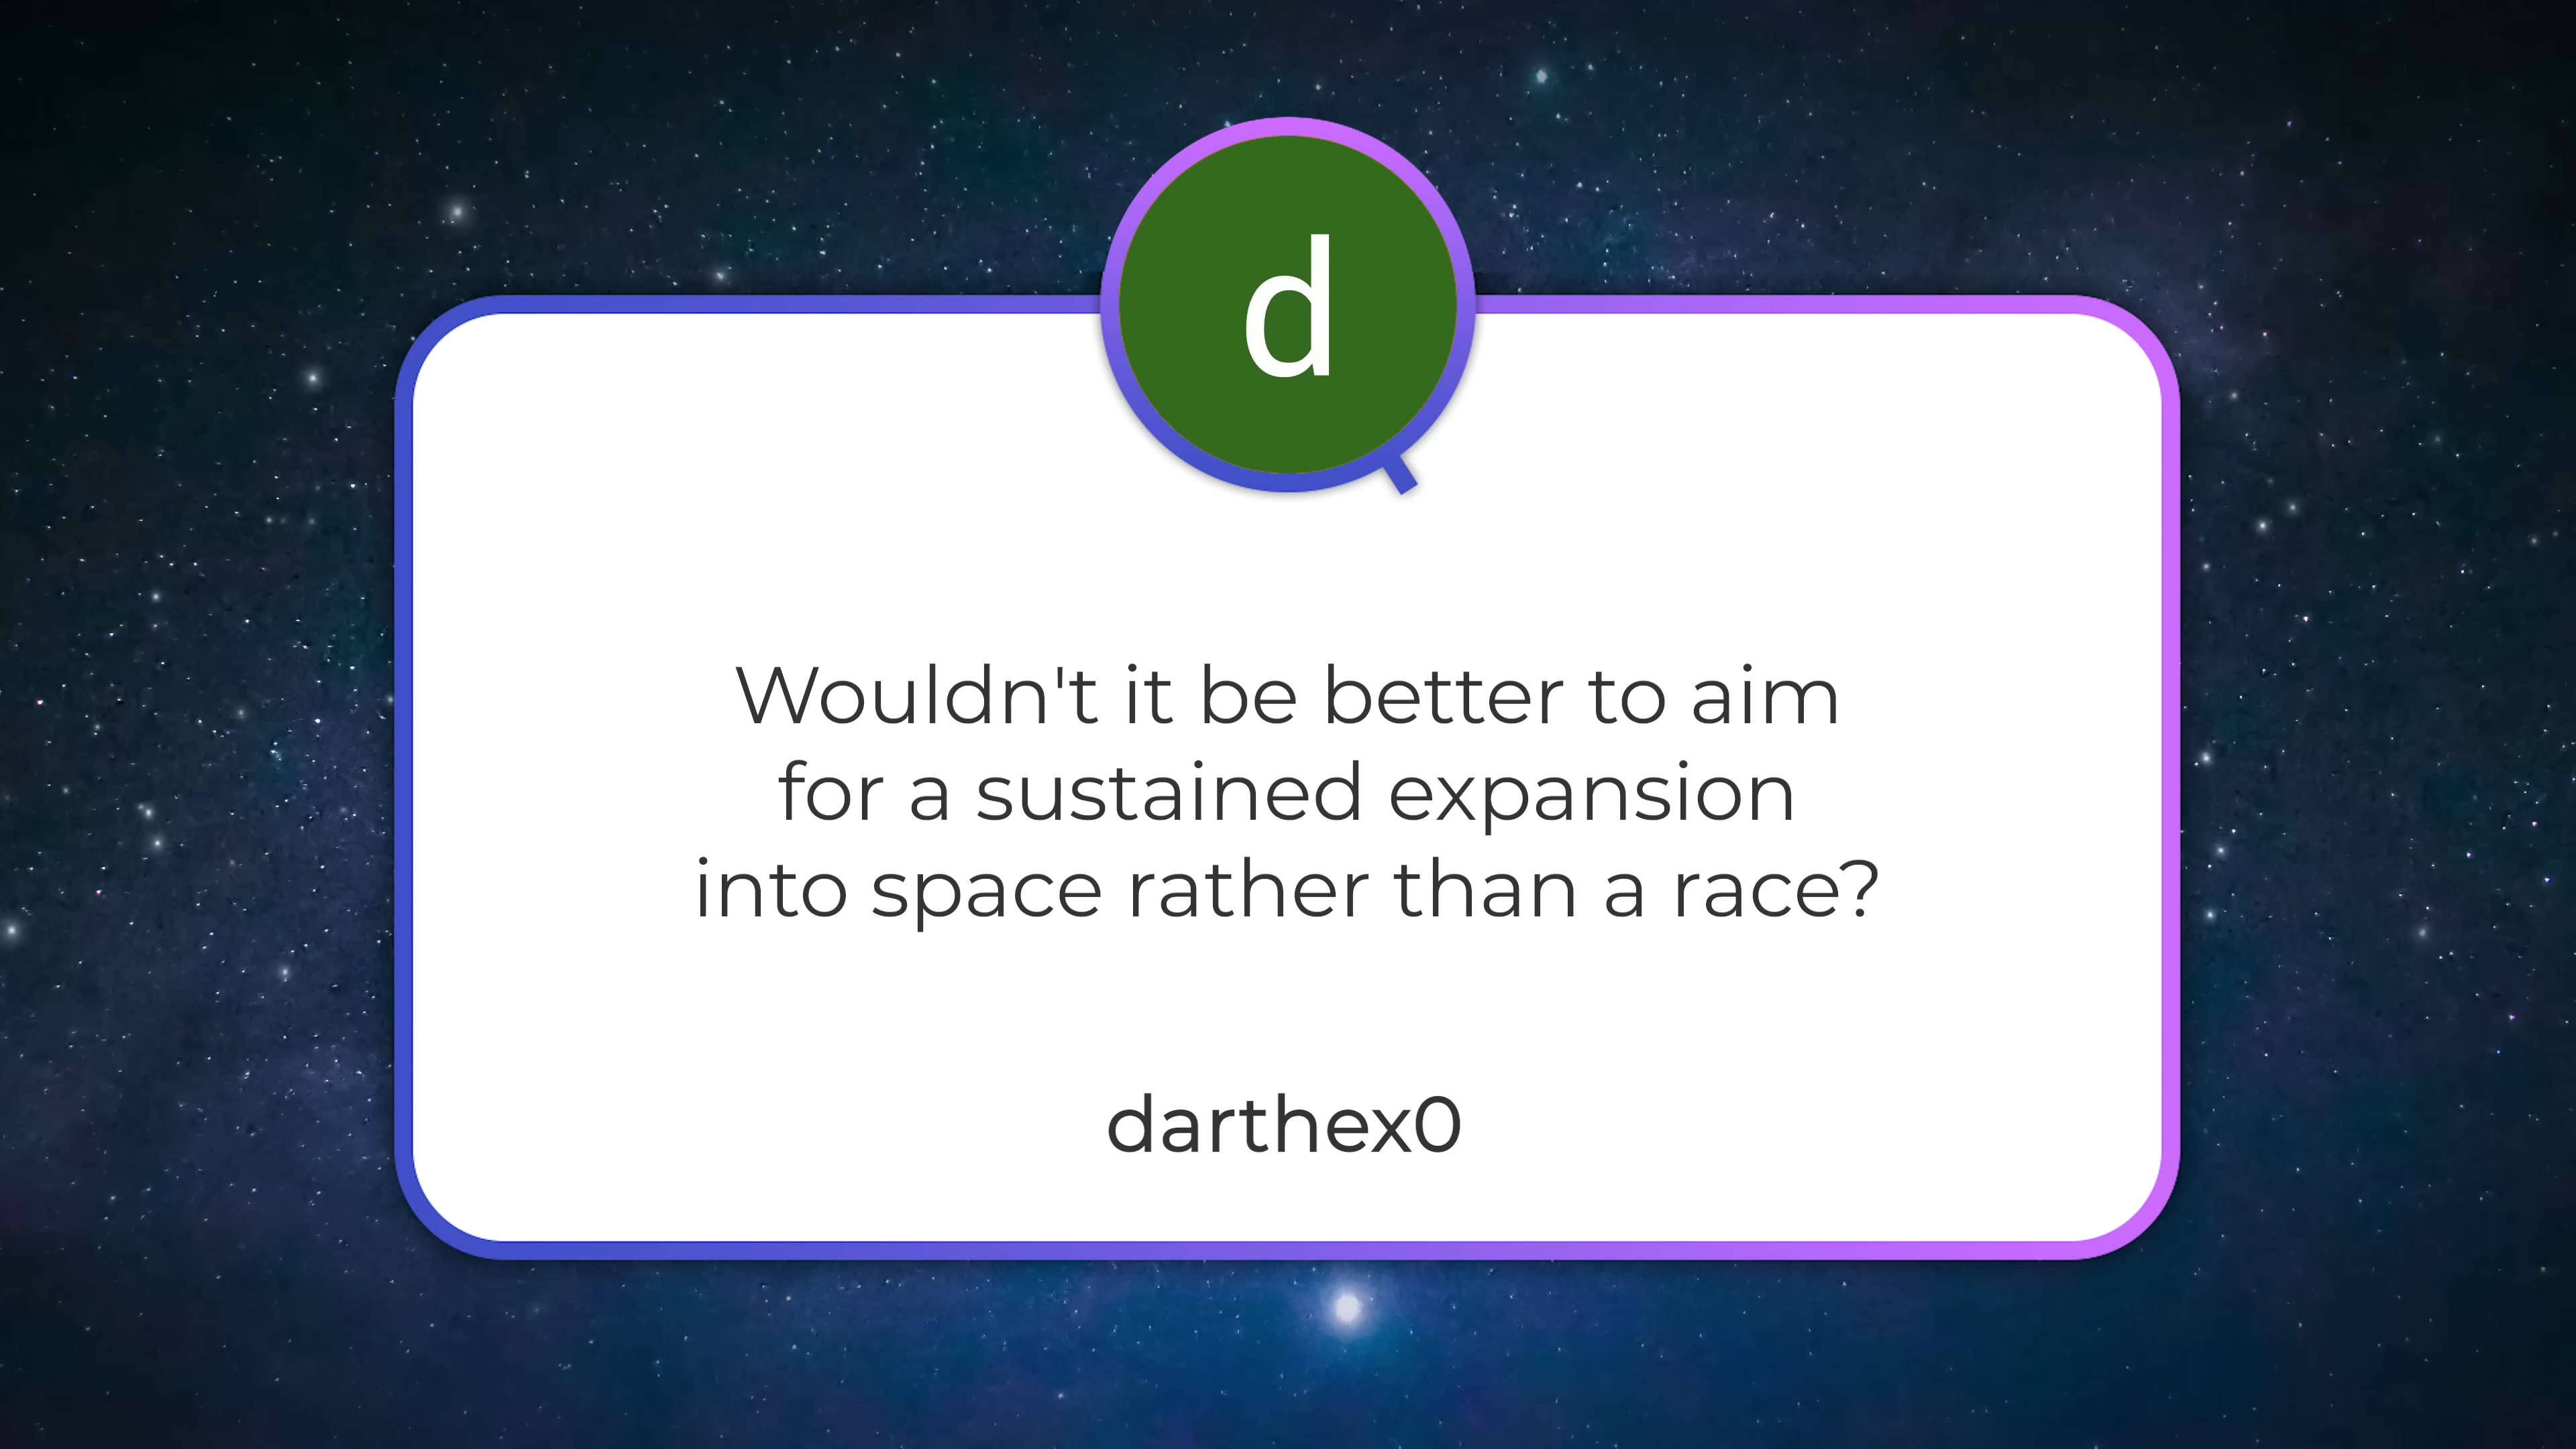 d
Wouldn't it be better to aim
for a sustained expansion
into space rather than a race?
darthex0